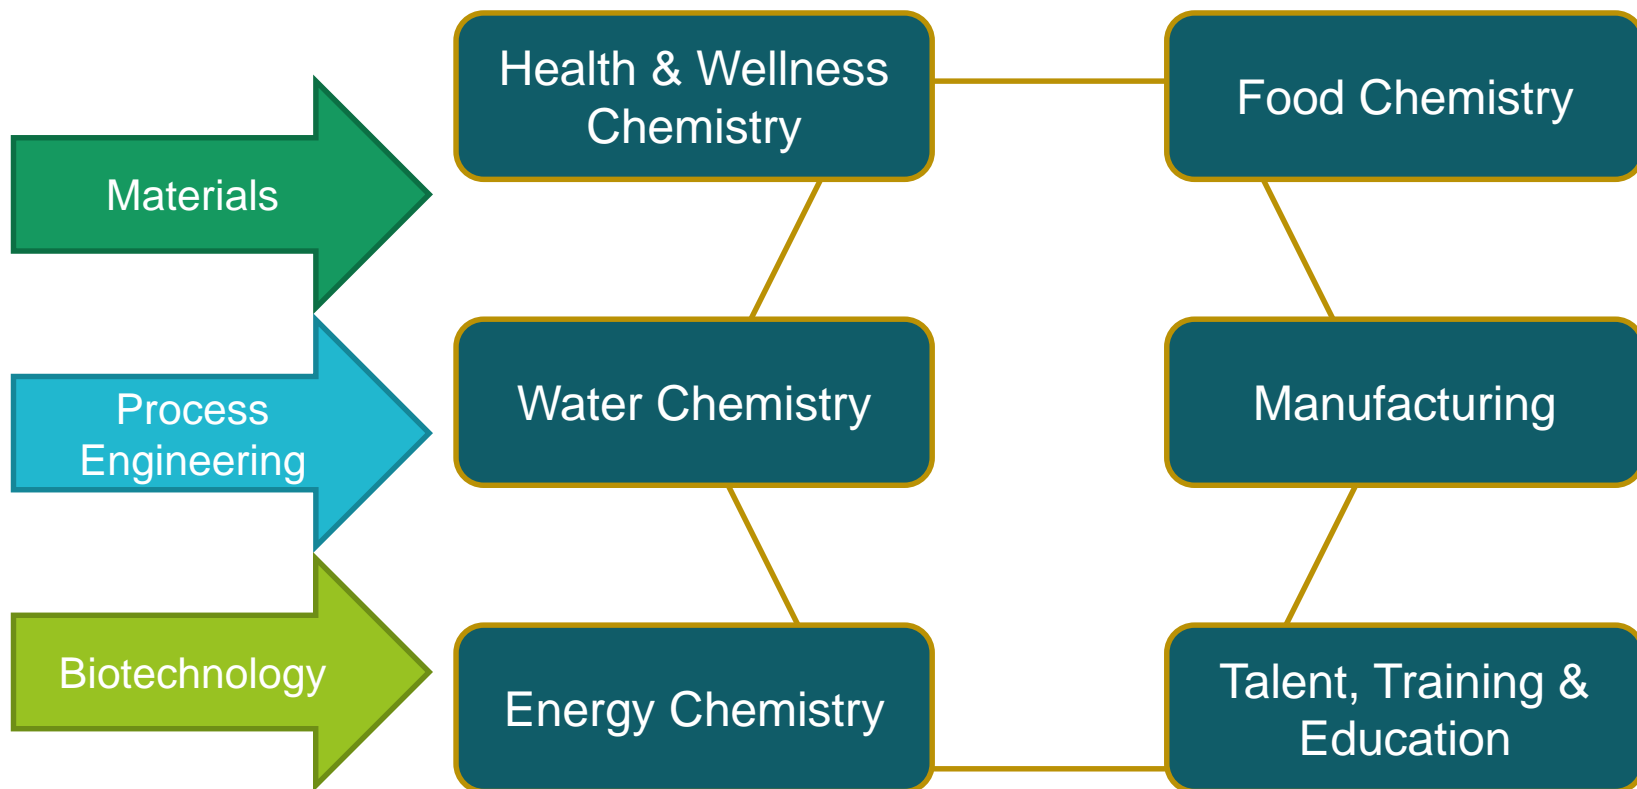 Materials
Process
Engineering
Biotechnology
Health & Wellness
Chemistry
Food Chemistry
Water Chemistry
Manufacturing
Energy Chemistry
Talent, Training &
Education